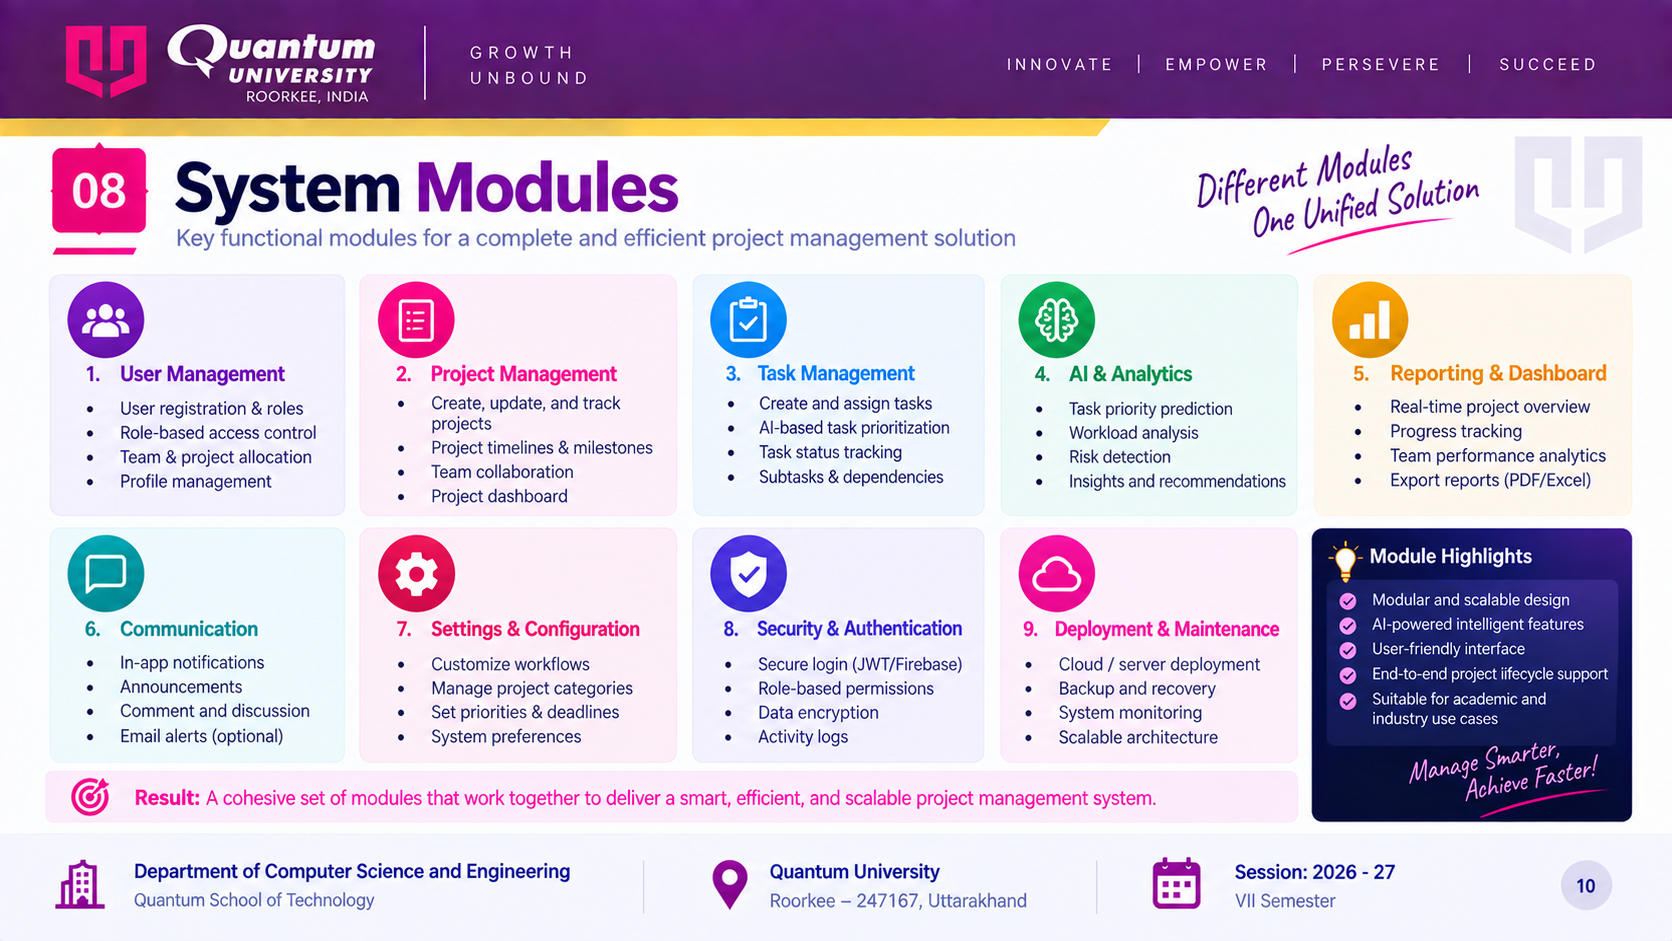 Quantum
UNIVERSITY
ROORKEE, INDIA
GROWTH
UNBOUND
INNOVATE | EMPOWER | PERSEVERE | SUCCEED
08
System Modules
Key functional modules for a complete and efficient project management solution
Different Modules
One Unified Solution
1. User Management
• User registration & roles
• Role-based access control
• Team & project allocation
• Profile management
2. Project Management
• Create, update, and track
projects
• Project timelines & milestones
• Team collaboration
• Project dashboard
3. Task Management
• Create and assign tasks
• AI-based task prioritization
• Task status tracking
• Subtasks & dependencies
4. AI & Analytics
• Task priority prediction
• Workload analysis
• Risk detection
• Insights and recommendations
5. Reporting & Dashboard
• Real-time project overview
• Progress tracking
• Team performance analytics
• Export reports (PDF/Excel)
6. Communication
• In-app notifications
• Announcements
• Comment and discussion
• Email alerts (optional)
7. Settings & Configuration
• Customize workflows
• Manage project categories
• Set priorities & deadlines
• System preferences
8. Security & Authentication
• Secure login (JWT/Firebase)
• Role-based permissions
• Data encryption
• Activity logs
9. Deployment & Maintenance
• Cloud / server deployment
• Backup and recovery
• System monitoring
• Scalable architecture
Module Highlights
Modular and scalable design
AI-powered intelligent features
User-friendly interface
End-to-end project lifecycle support
Suitable for academic and
industry use cases
Manage Smarter,
Achieve Faster!
Result: A cohesive set of modules that work together to deliver a smart, efficient, and scalable project management system.
Department of Computer Science and Engineering
Quantum School of Technology
Quantum University
Roorkee – 247167, Uttarakhand
Session: 2026 - 27
VII Semester
10